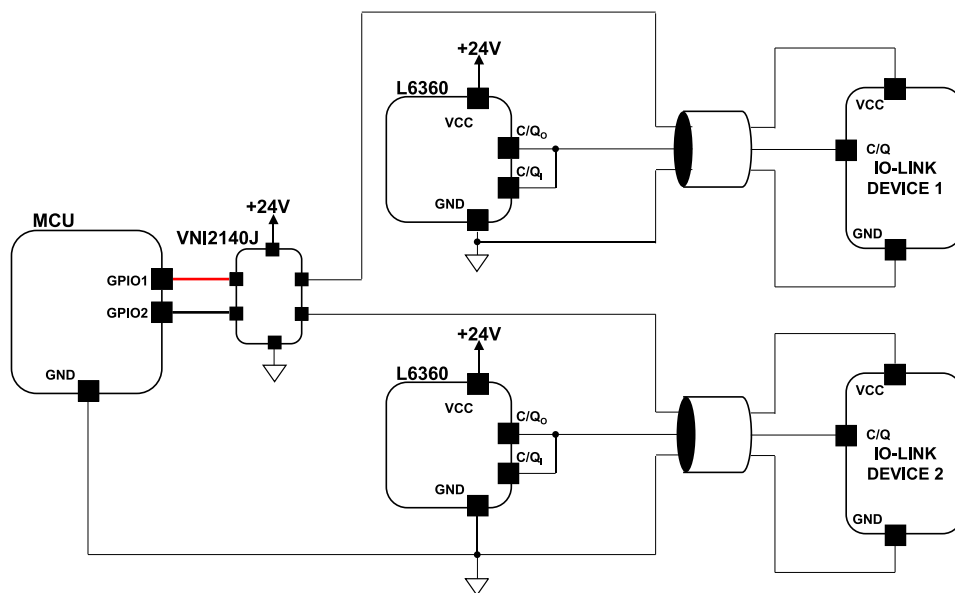 +24V
L6360
VCC
C/QO
C/QI
GND
VCC
C/Q
IO-LINK
DEVICE 1
GND
MCU
GPIO1
GPIO2
GND
+24V
VNI2140J
+24V
L6360
VCC
C/QO
C/QI
GND
VCC
C/Q
IO-LINK
DEVICE 2
GND